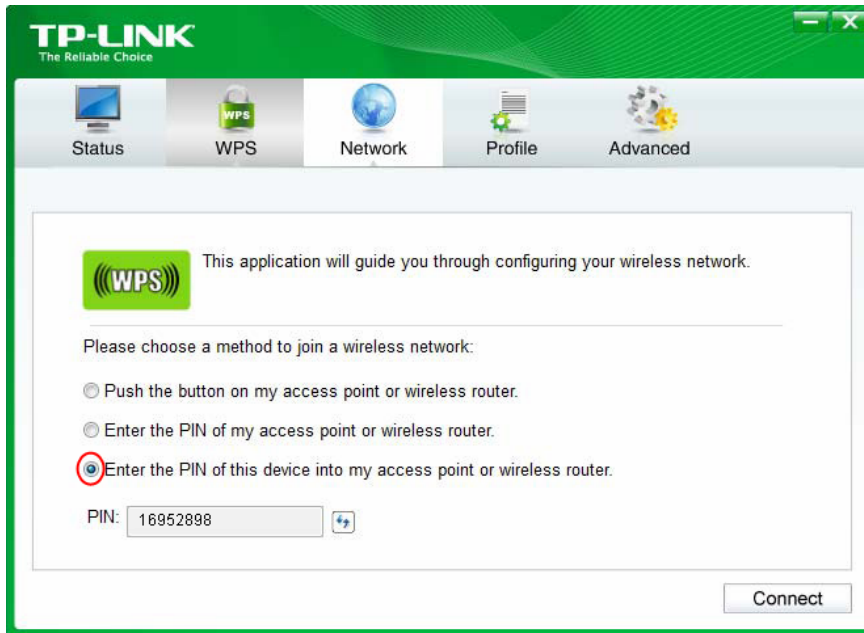 TP-LINK
The Reliable Choice
Status
WPS
WPS
Network
Profile
Advanced
WPS
This application will guide you through configuring your wireless network.
Please choose a method to join a wireless network:
Push the button on my access point or wireless router.
Enter the PIN of my access point or wireless router.
Enter the PIN of this device into my access point or wireless router.
PIN: 16952898
Connect